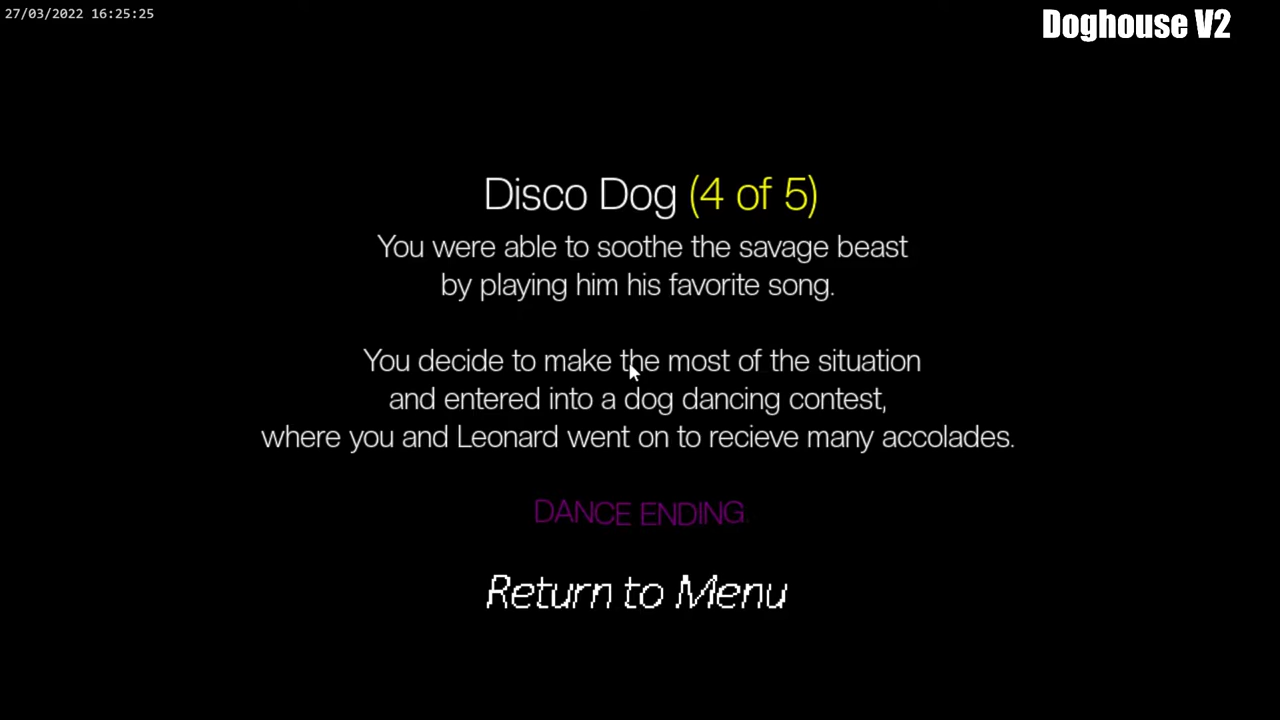 27/03/2022 16:25:25
Doghouse V2
Disco Dog (4 of 5)
You were able to soothe the savage beast
by playing him his favorite song.
You decide to make the most of the situation
and entered into a dog dancing contest,
where you and Leonard went on to recieve many accolades.
DANCE ENDING
Return to Menu